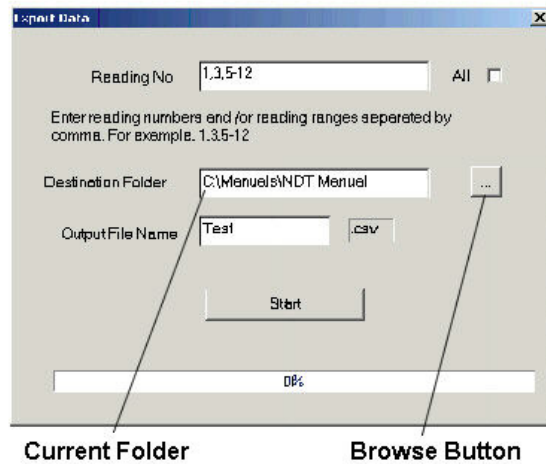 Export Data
Reading No 1,3,5-12 All
Enter reading numbers and /or reading ranges separated by
comma. For example. 1,3,5-12
Destination Folder C:\Manuels\NDT Manual ...
Output File Name Test .csv
Start
0%
Current Folder Browse Button